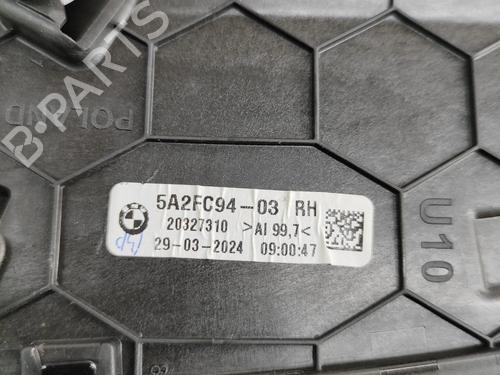 B-PARTS
POLAND
5A2FC94-03 RH
20327310 >Al 99,7<
29-03-2024 09:00:47
U10